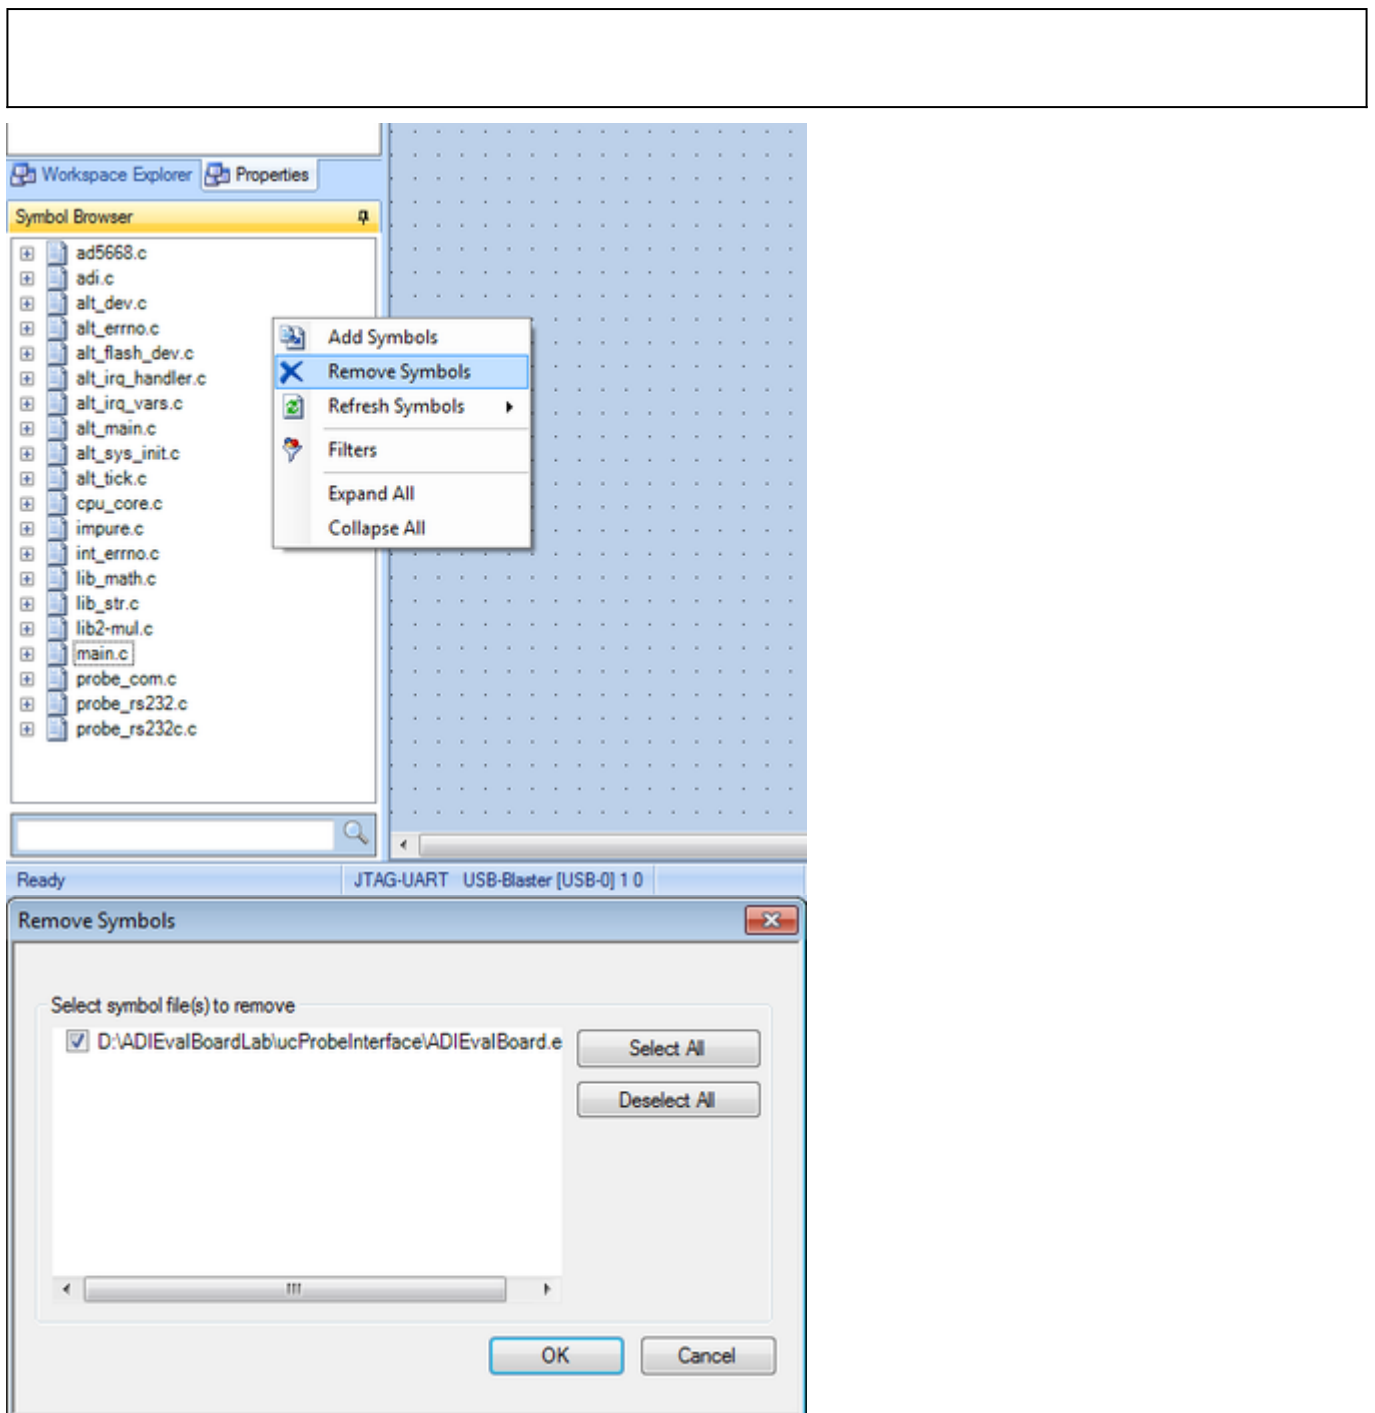 Workspace Explorer Properties
Symbol Browser
ad5668.c
adi.c
alt_dev.c
alt_errno.c
alt_flash_dev.c
alt_irq_handler.c
alt_irq_vars.c
alt_main.c
alt_sys_init.c
alt_tick.c
cpu_core.c
impure.c
int_errno.c
lib_math.c
lib_str.c
lib2-mul.c
main.c
probe_com.c
probe_rs232.c
probe_rs232c.c
Add Symbols
Remove Symbols
Refresh Symbols
Filters
Expand All
Collapse All
Ready JTAG-UART USB-Blaster [USB-0] 1 0
Remove Symbols
Select symbol file(s) to remove
D:\ADIEvalBoardLab\ucProbeInterface\ADIEvalBoard.e
Select All
Deselect All
OK Cancel